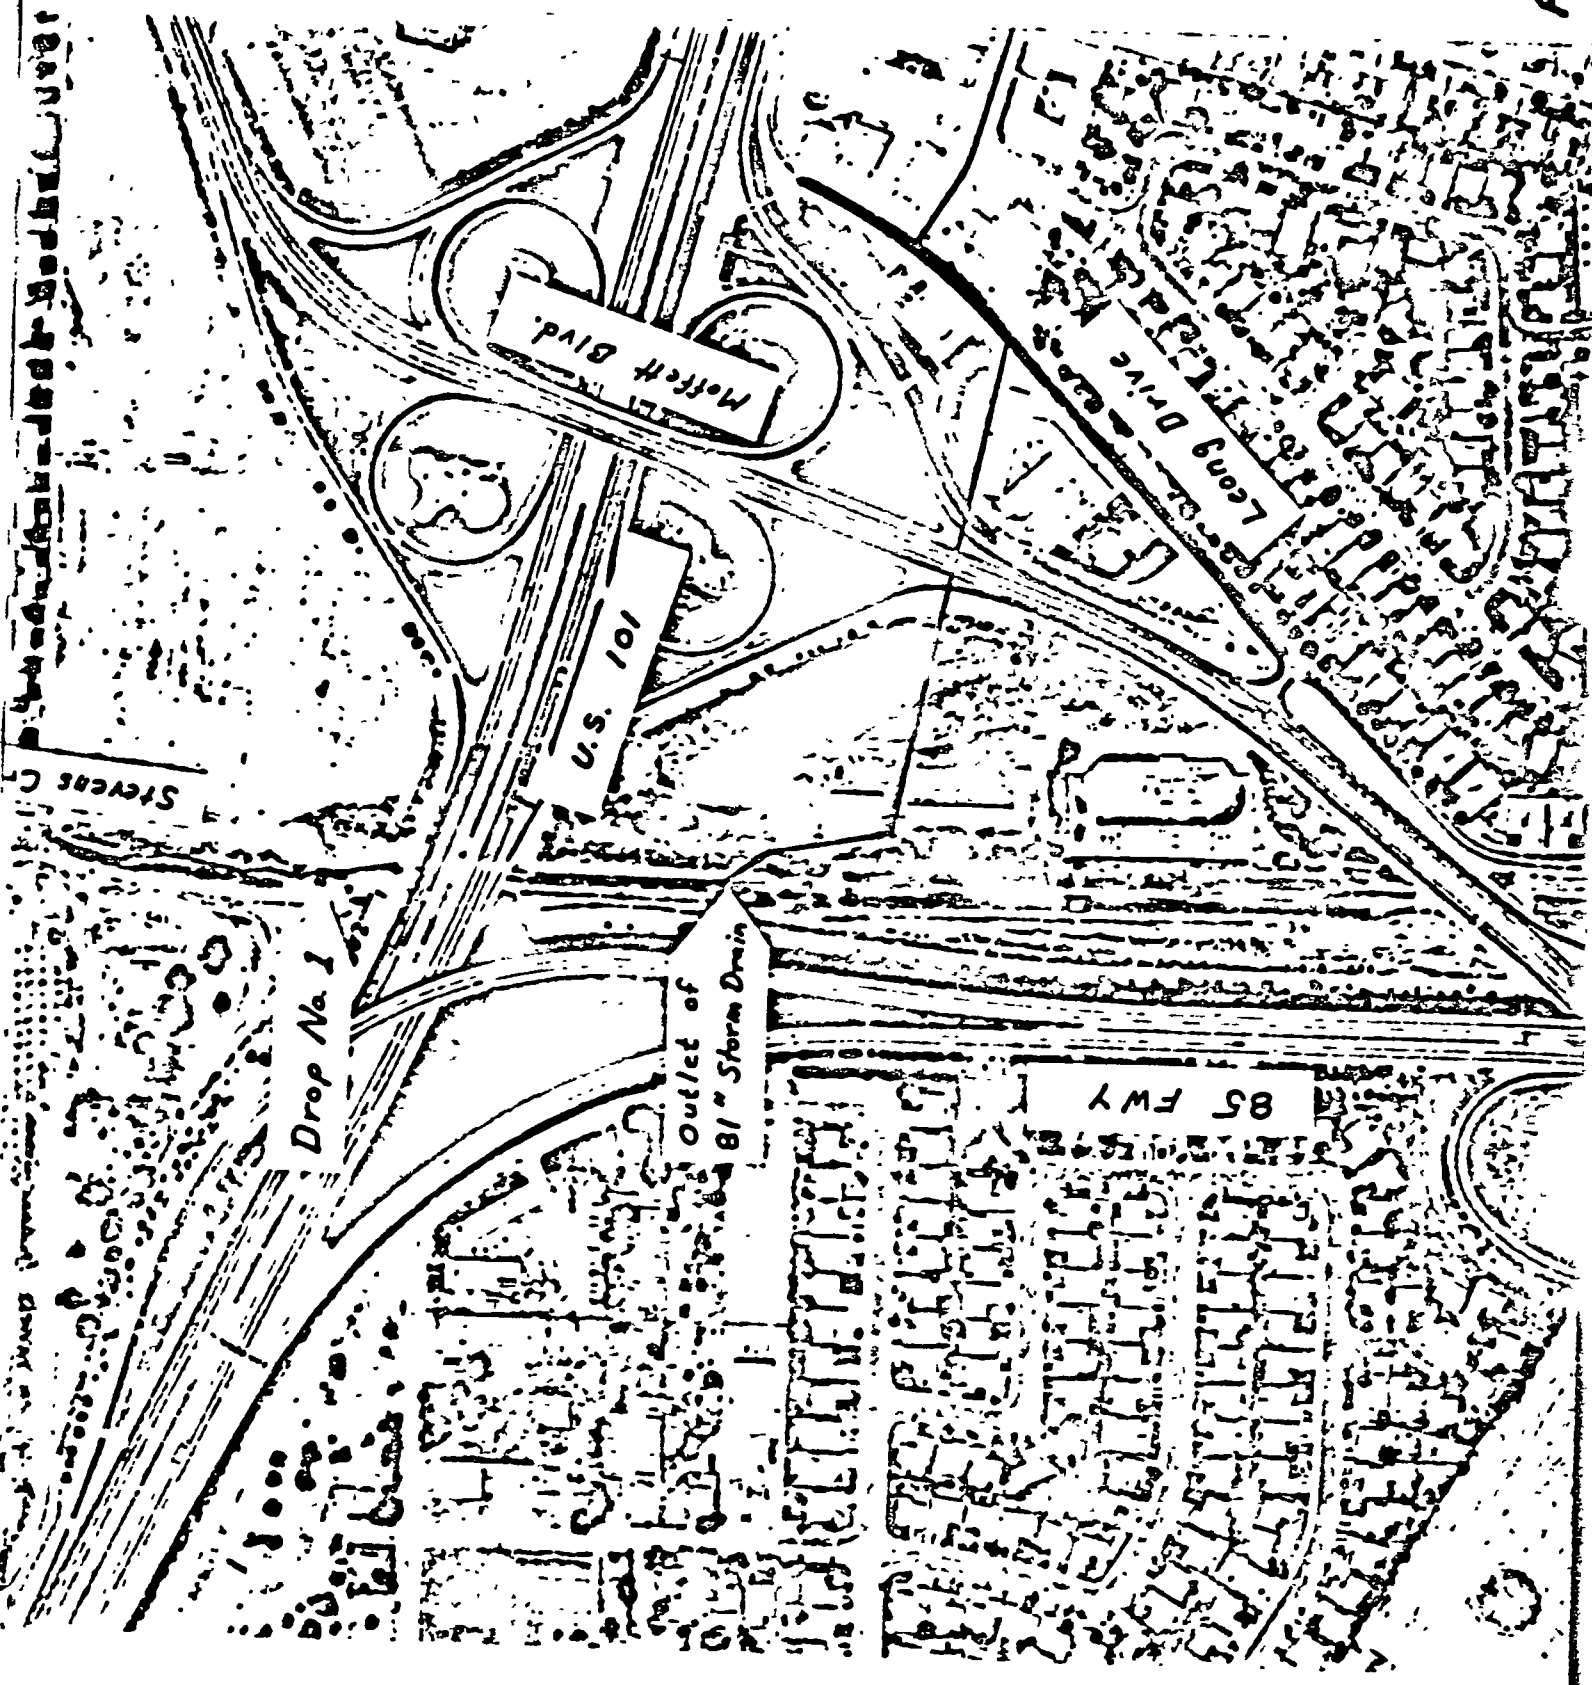 Moffett Blvd.
Leong Drive
U.S. 101
Stevens C
Drop No. 1
Outlet of
81" Storm Drain
85 FWY